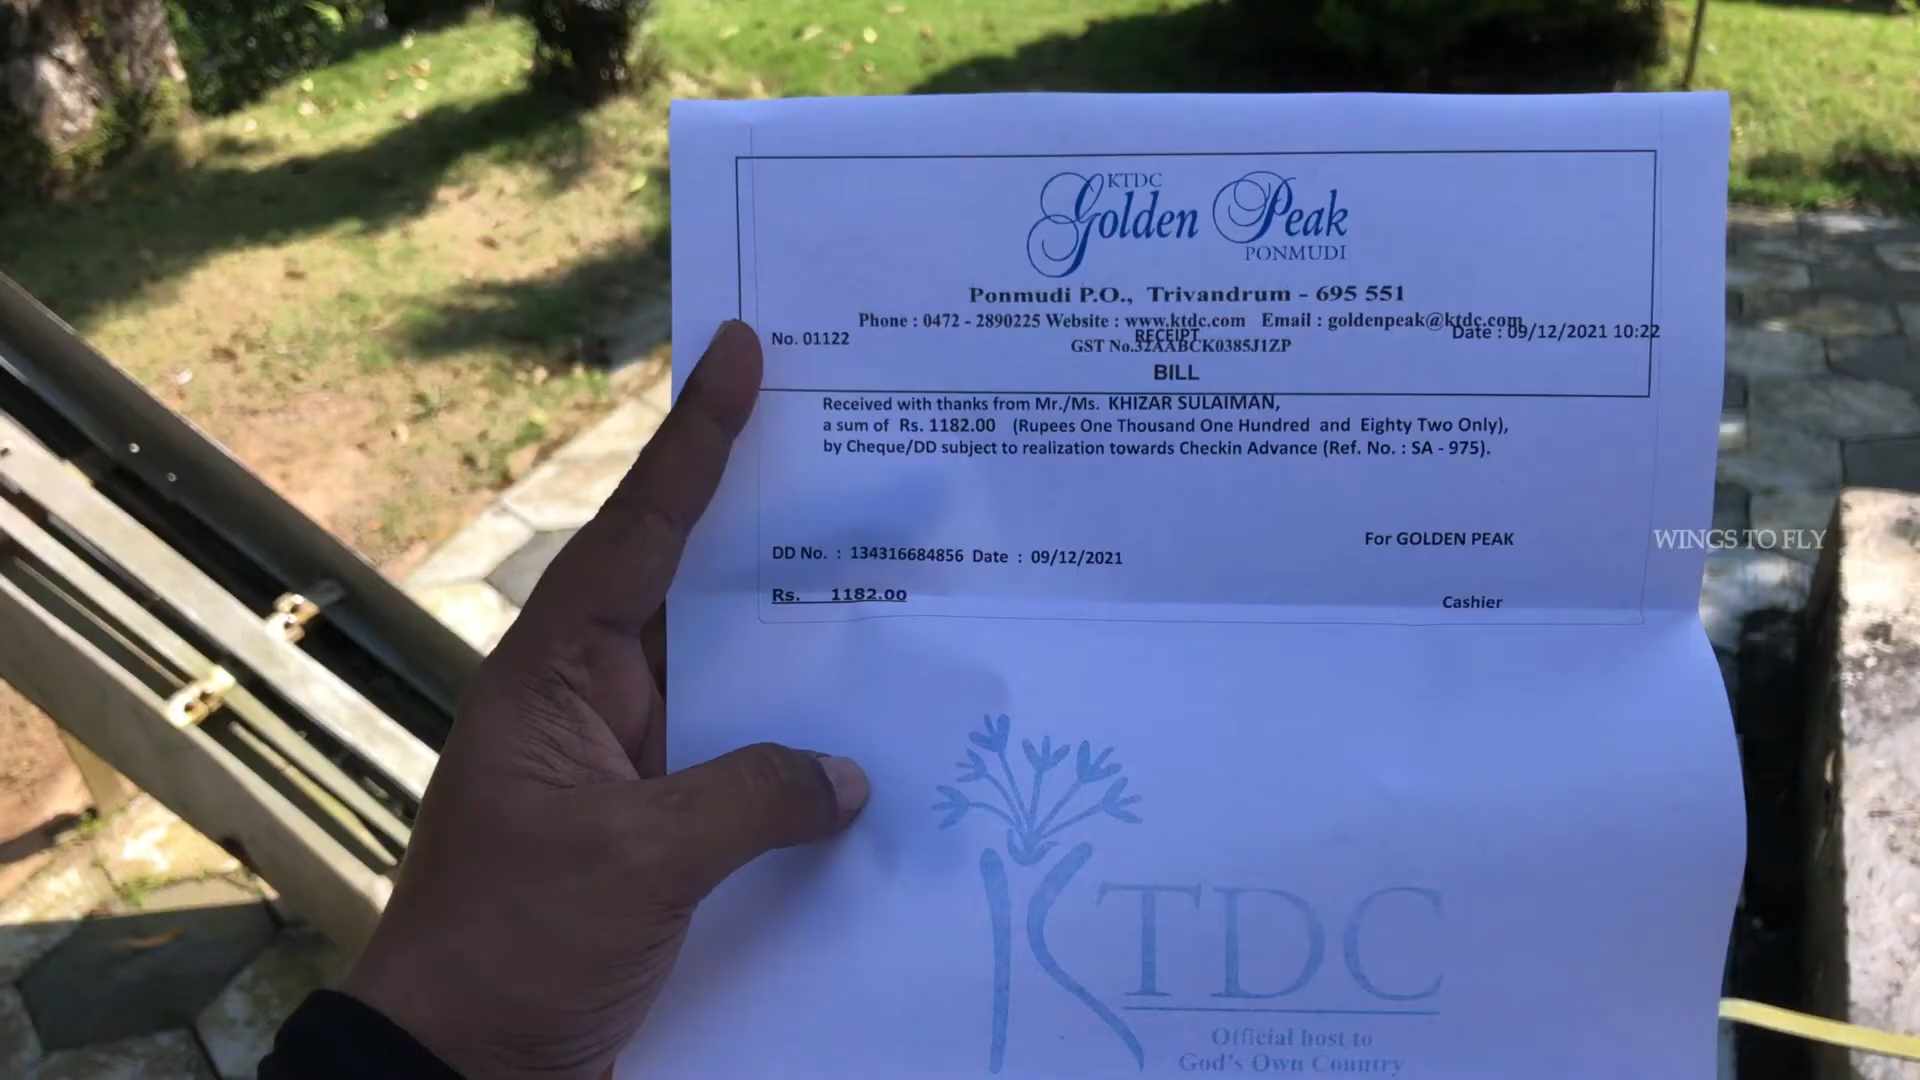 KTDC
Golden Peak
PONMUDI
Ponmudi P.O., Trivandrum - 695 551
Phone : 0472 - 2890225 Website : www.ktdc.com Email : goldenpeak@ktdc.com
No. 01122 RECEIPT Date : 09/12/2021 10:22
GST No.32AABCK0385J1ZP
BILL
Received with thanks from Mr./Ms. KHIZAR SULAIMAN,
a sum of Rs. 1182.00 (Rupees One Thousand One Hundred and Eighty Two Only),
by Cheque/DD subject to realization towards Checkin Advance (Ref. No. : SA - 975).
For GOLDEN PEAK
WINGS TO FLY
DD No. : 134316684856 Date : 09/12/2021
Rs. 1182.00
Cashier
KTDC
Official host to
God's Own Country